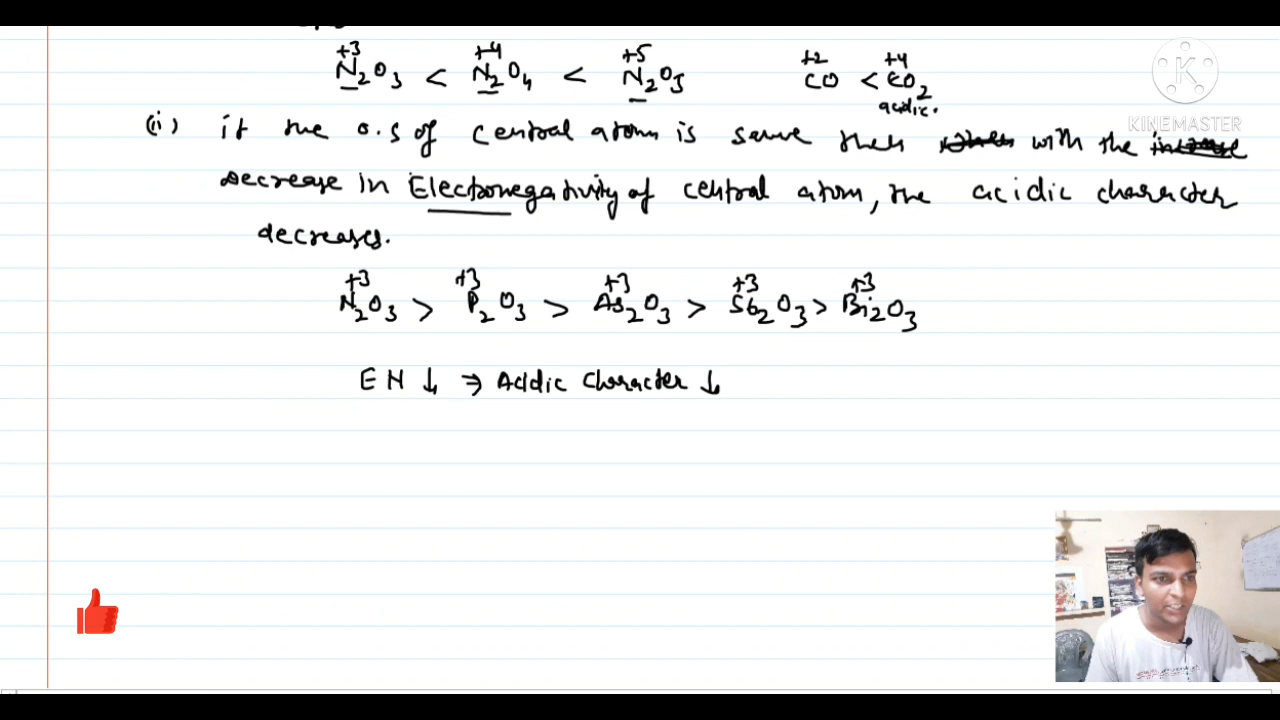 +3 +4 +5 +2 +4
N2O3 < N2O4 < N2O5 CO < CO2
acidic.
(ii) if the O.S of central atom is same then with the
Decrease in Electronegativity of central atom, the acidic character
decreases.
+3 +3 +3 +3 +3
N2O3 > P2O3 > As2O3 > Sb2O3 > Bi2O3
EN ↓ ⇒ Acidic Character ↓
K
KINEMASTER